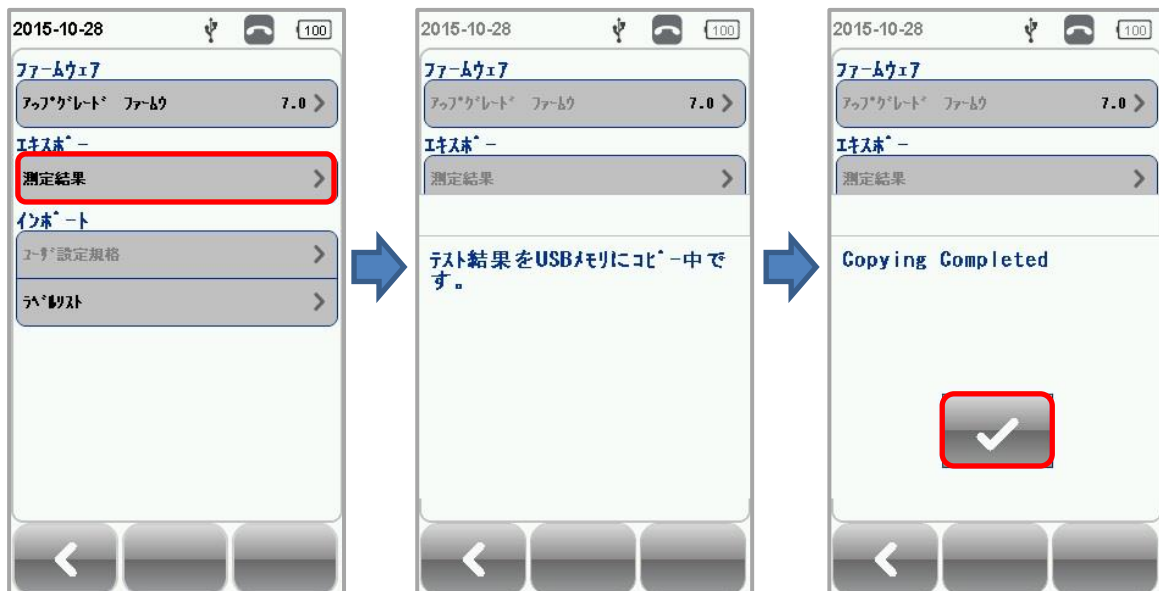 2015-10-28
100
ファームウェア
アップグレード ファームウ 7.0
エキスポー
測定結果
インポート
ユーザ設定規格
ラベルリスト
2015-10-28
100
ファームウェア
アップグレード ファームウ 7.0
エキスポー
測定結果
テスト結果をUSBメモリにコピー中で
す。
2015-10-28
100
ファームウェア
アップグレード ファームウ 7.0
エキスポー
測定結果
Copying Completed